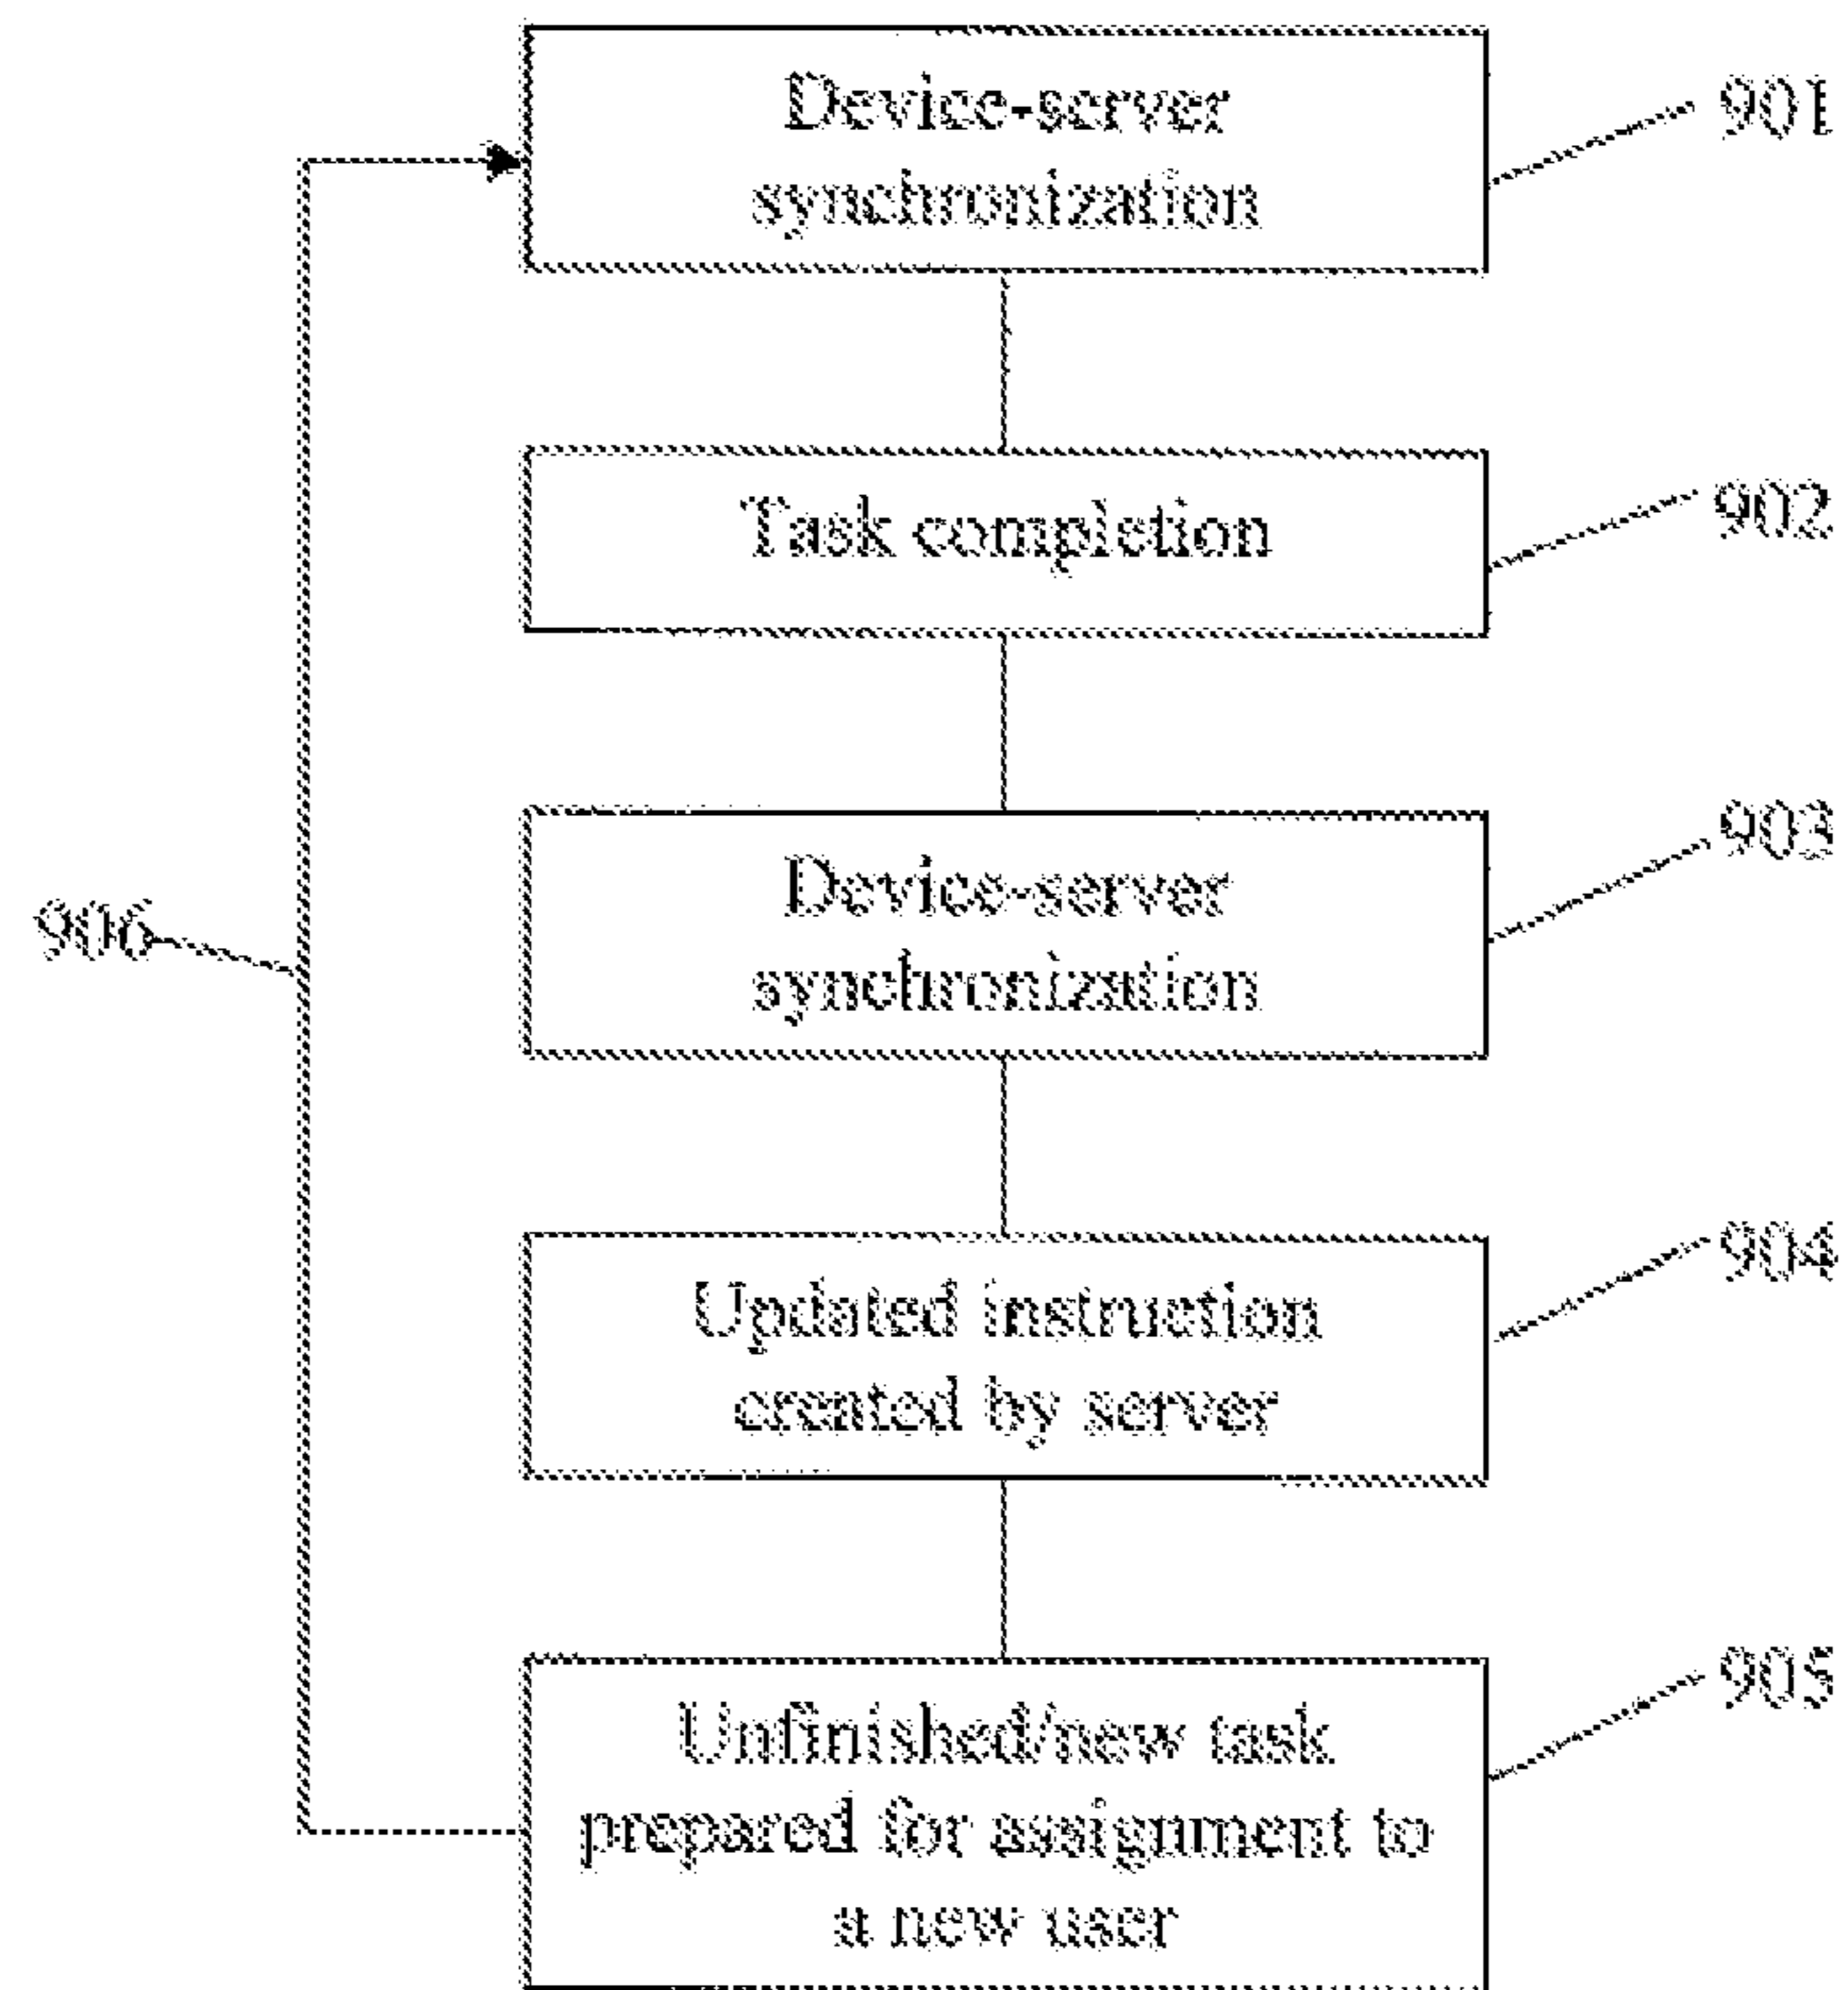 Device-server
synchronization
901
Task completion
902
903
Device-server
synchronization
906
904
Updated instruction
created by server
905
Unfinished/new task
prepared for assignment to
a new user